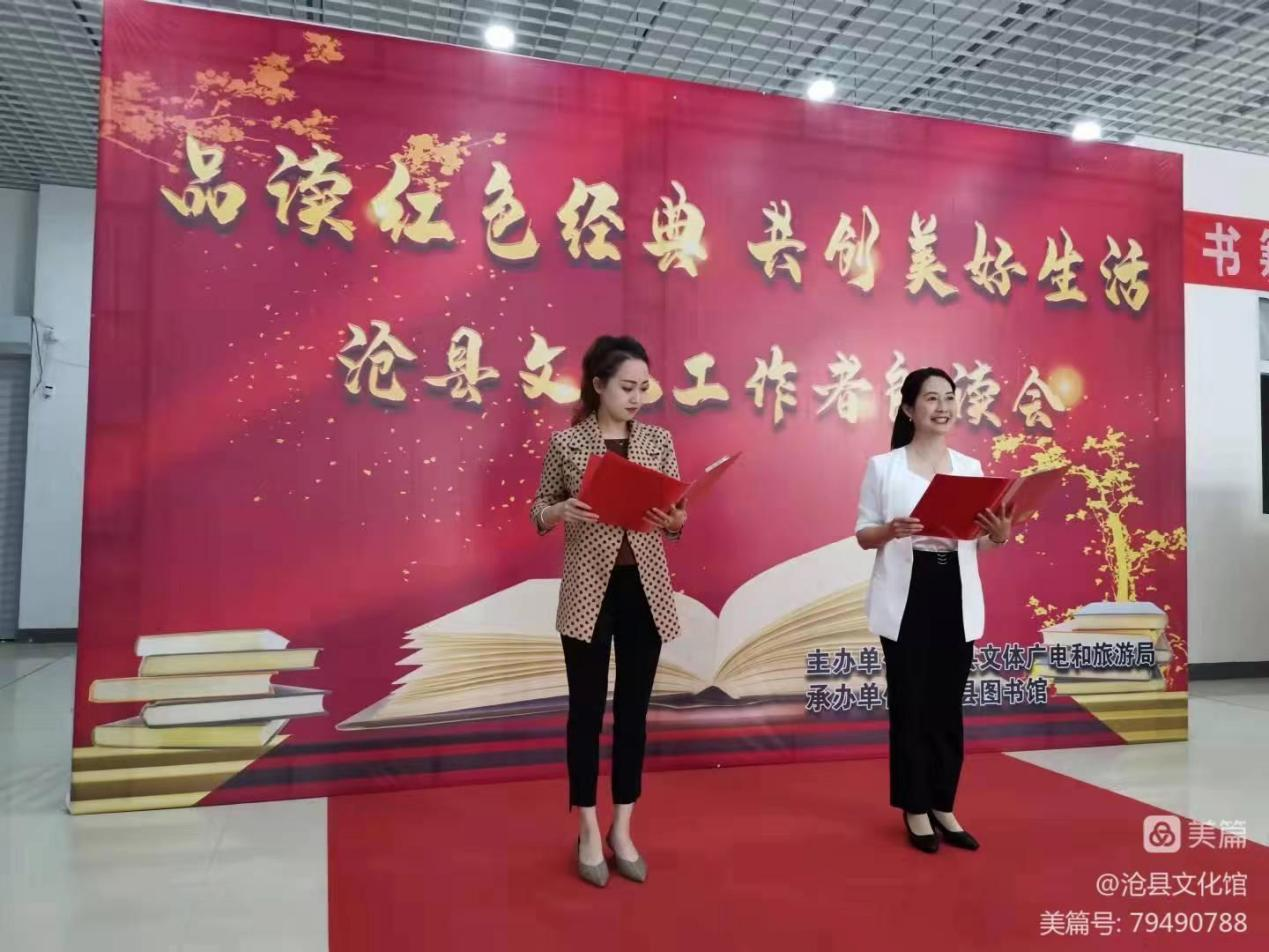 品读红色经典 共创美好生活
沧县文 工作者 读会
主办单 文体广电和旅游局
承办单 县图书馆
书
美篇
@沧县文化馆
美篇号: 79490788